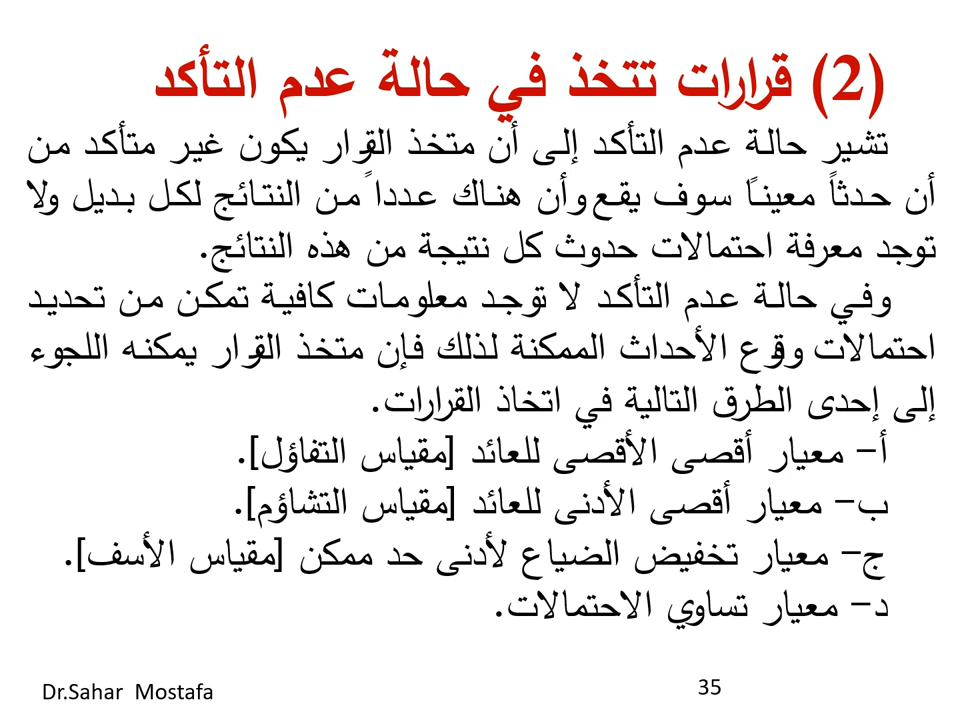 (2) قرارات تتخذ في حالة عدم التأكد
تشير حالة عدم التأكد إلى أن متخذ القرار يكون غير متأكد من
أن حدثاً معيناً سوف يقع وأن هناك عدداً من النتائج لكل بديل ولا
توجد معرفة احتمالات حدوث كل نتيجة من هذه النتائج.
وفي حالة عدم التأكد لا توجد معلومات كافية تمكن من تحديد
احتمالات وقوع الأحداث الممكنة لذلك فإن متخذ القرار يمكنه اللجوء
إلى إحدى الطرق التالية في اتخاذ القرارات.
أ- معيار أقصى الأقصى للعائد [مقياس التفاؤل].
ب- معيار أقصى الأدنى للعائد [مقياس التشاؤم].
ج- معيار تخفيض الضياع لأدنى حد ممكن [مقياس الأسف].
د- معيار تساوي الاحتمالات.
Dr.Sahar Mostafa
35